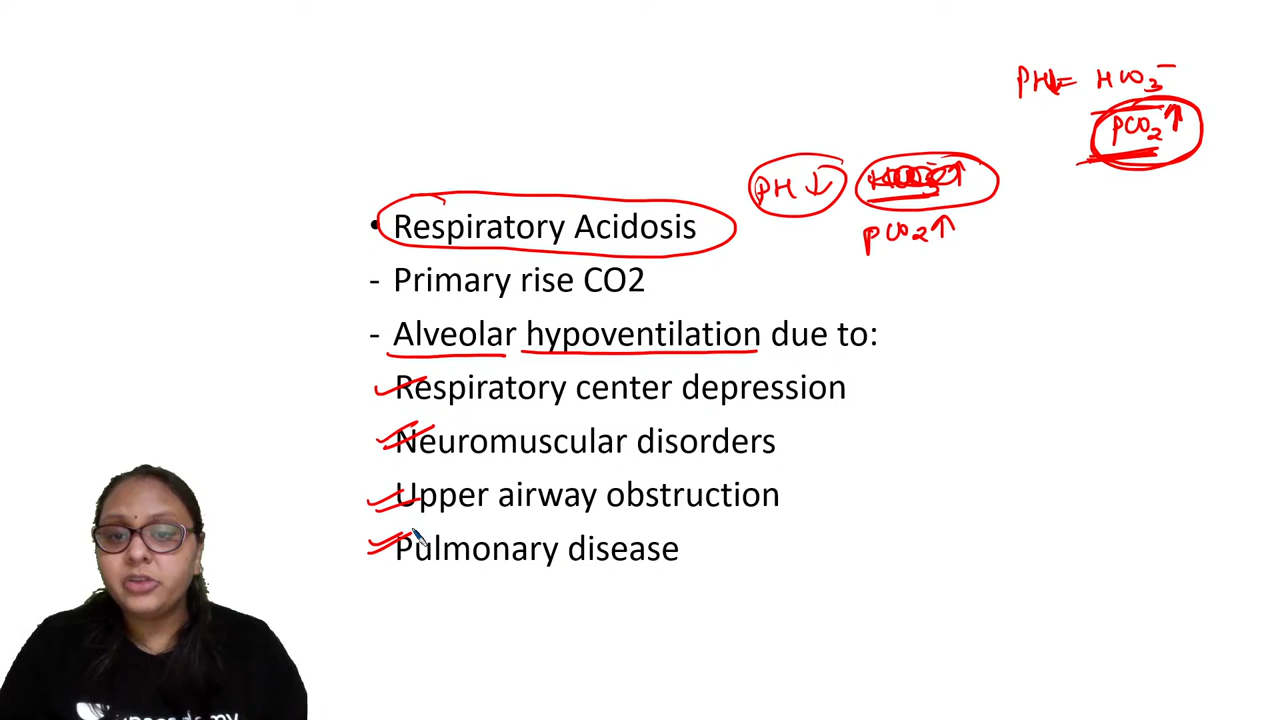 PH↓= HCO3⁻
PCO2↑
PH↓
PCO2↑
• Respiratory Acidosis
- Primary rise CO2
- Alveolar hypoventilation due to:
Respiratory center depression
Neuromuscular disorders
Upper airway obstruction
Pulmonary disease